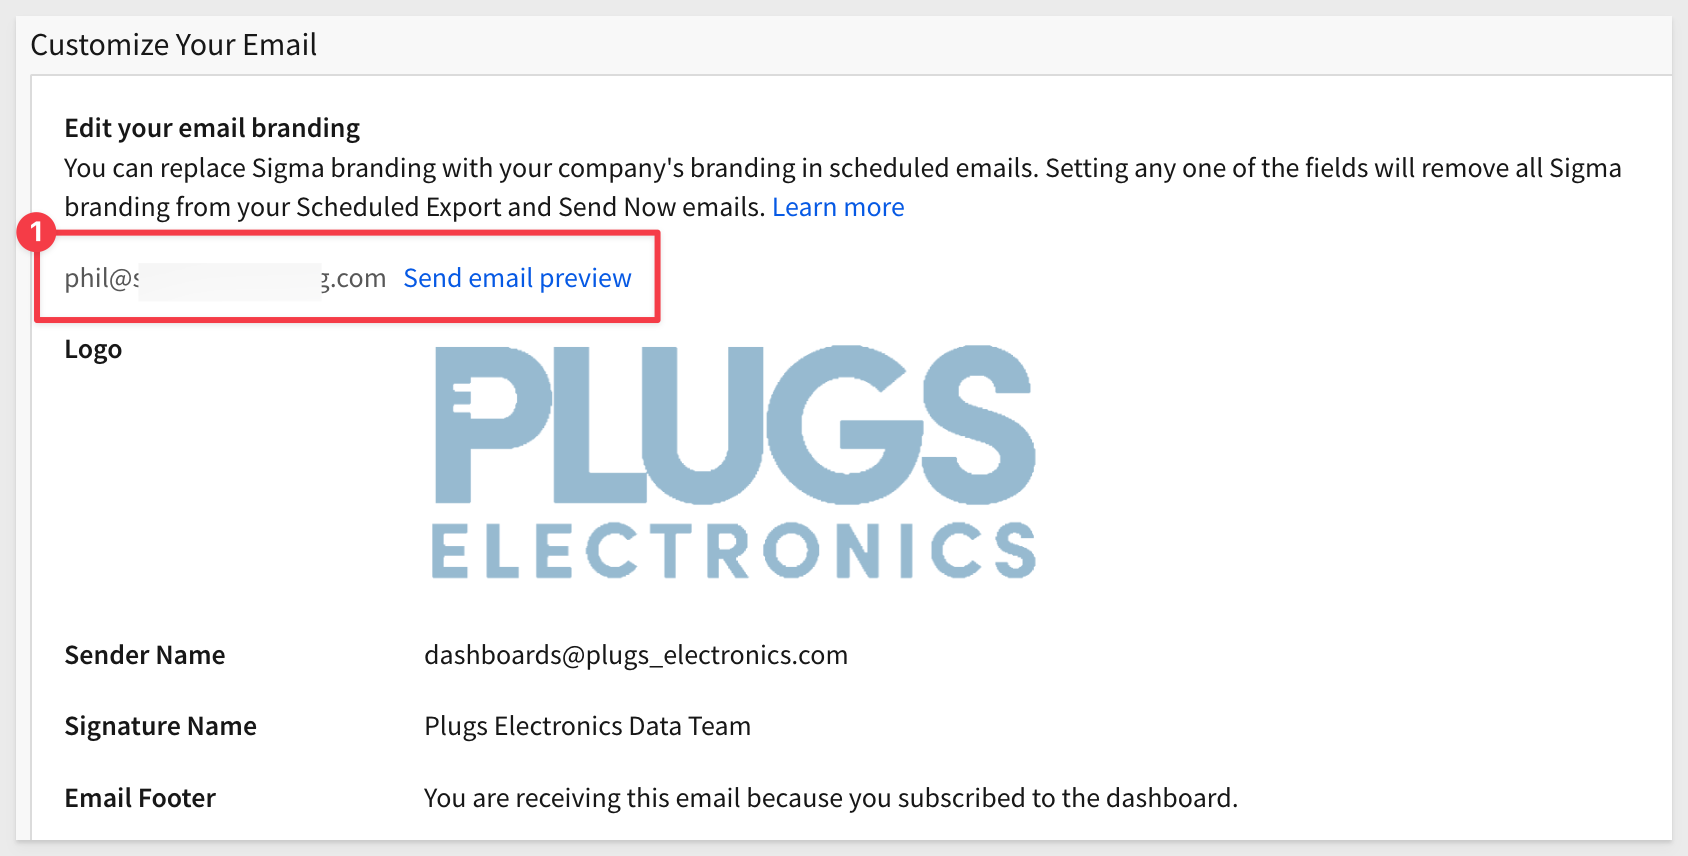 Customize Your Email
Edit your email branding
You can replace Sigma branding with your company's branding in scheduled emails. Setting any one of the fields will remove all Sigma
branding from your Scheduled Export and Send Now emails. Learn more
1
phil@s g.com Send email preview
Logo
PLUGS
ELECTRONICS
Sender Name dashboards@plugs_electronics.com
Signature Name Plugs Electronics Data Team
Email Footer You are receiving this email because you subscribed to the dashboard.